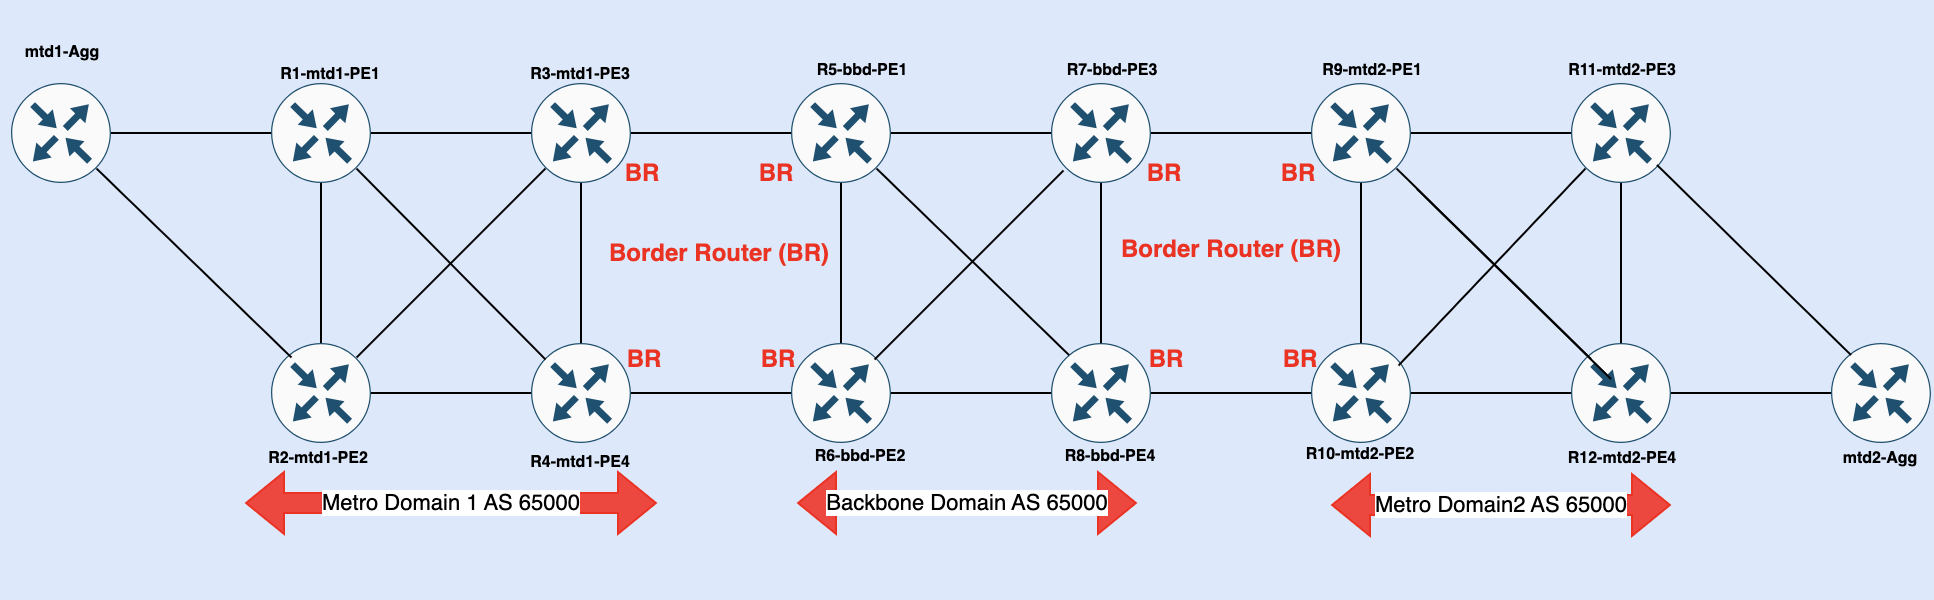 mtd1-Agg
R1-mtd1-PE1
R3-mtd1-PE3
R5-bbd-PE1
R7-bbd-PE3
R9-mtd2-PE1
R11-mtd2-PE3
BR
BR
BR
BR
Border Router (BR)
Border Router (BR)
BR
BR
BR
BR
R2-mtd1-PE2
R4-mtd1-PE4
R6-bbd-PE2
R8-bbd-PE4
R10-mtd2-PE2
R12-mtd2-PE4
mtd2-Agg
Metro Domain 1 AS 65000
Backbone Domain AS 65000
Metro Domain2 AS 65000